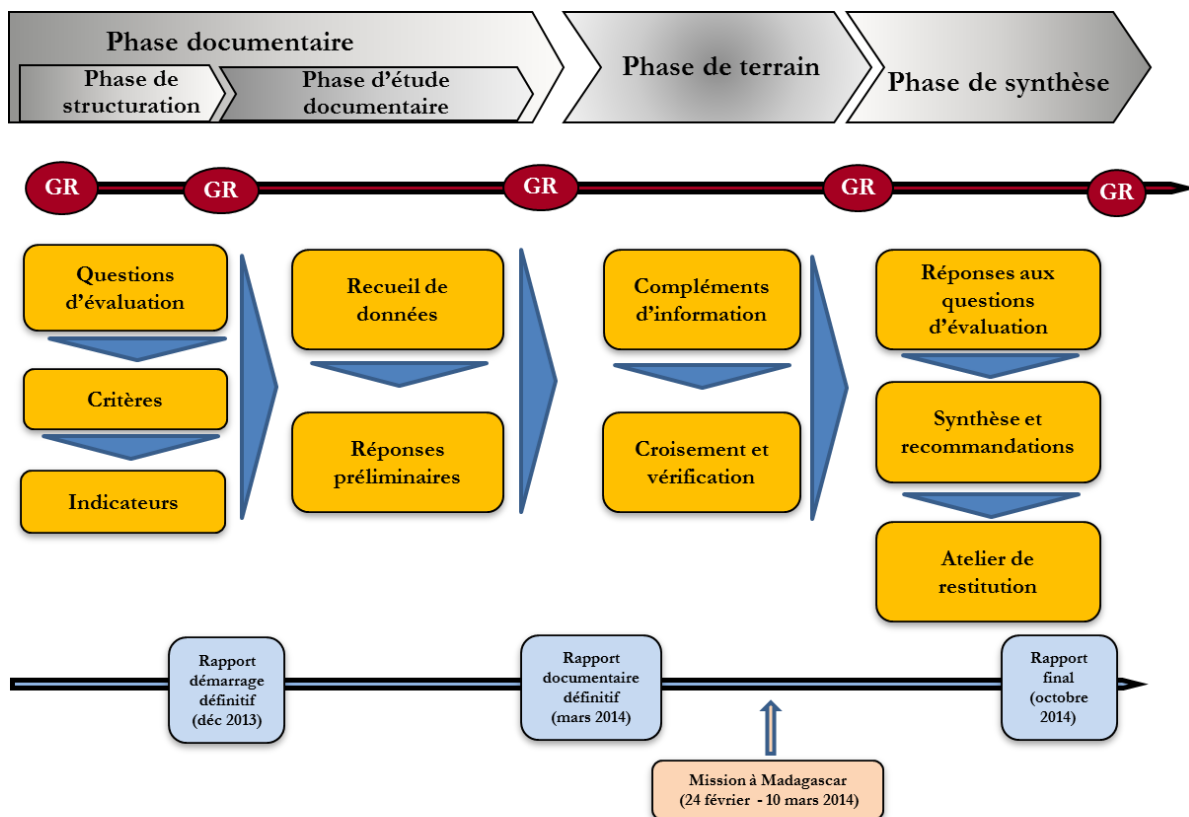 Phase documentaire
Phase de
structuration
Phase d'étude
documentaire
Phase de terrain
Phase de synthèse
GR
GR
GR
GR
GR
Questions
d'évaluation
Critères
Indicateurs
Recueil de
données
Réponses
préliminaires
Compléments
d'information
Croisement et
vérification
Réponses aux
questions
d'évaluation
Synthèse et
recommandations
Atelier de
restitution
Rapport
démarrage
définitif
(déc 2013)
Rapport
documentaire
définitif
(mars 2014)
Rapport
final
(octobre
2014)
Mission à Madagascar
(24 février - 10 mars 2014)